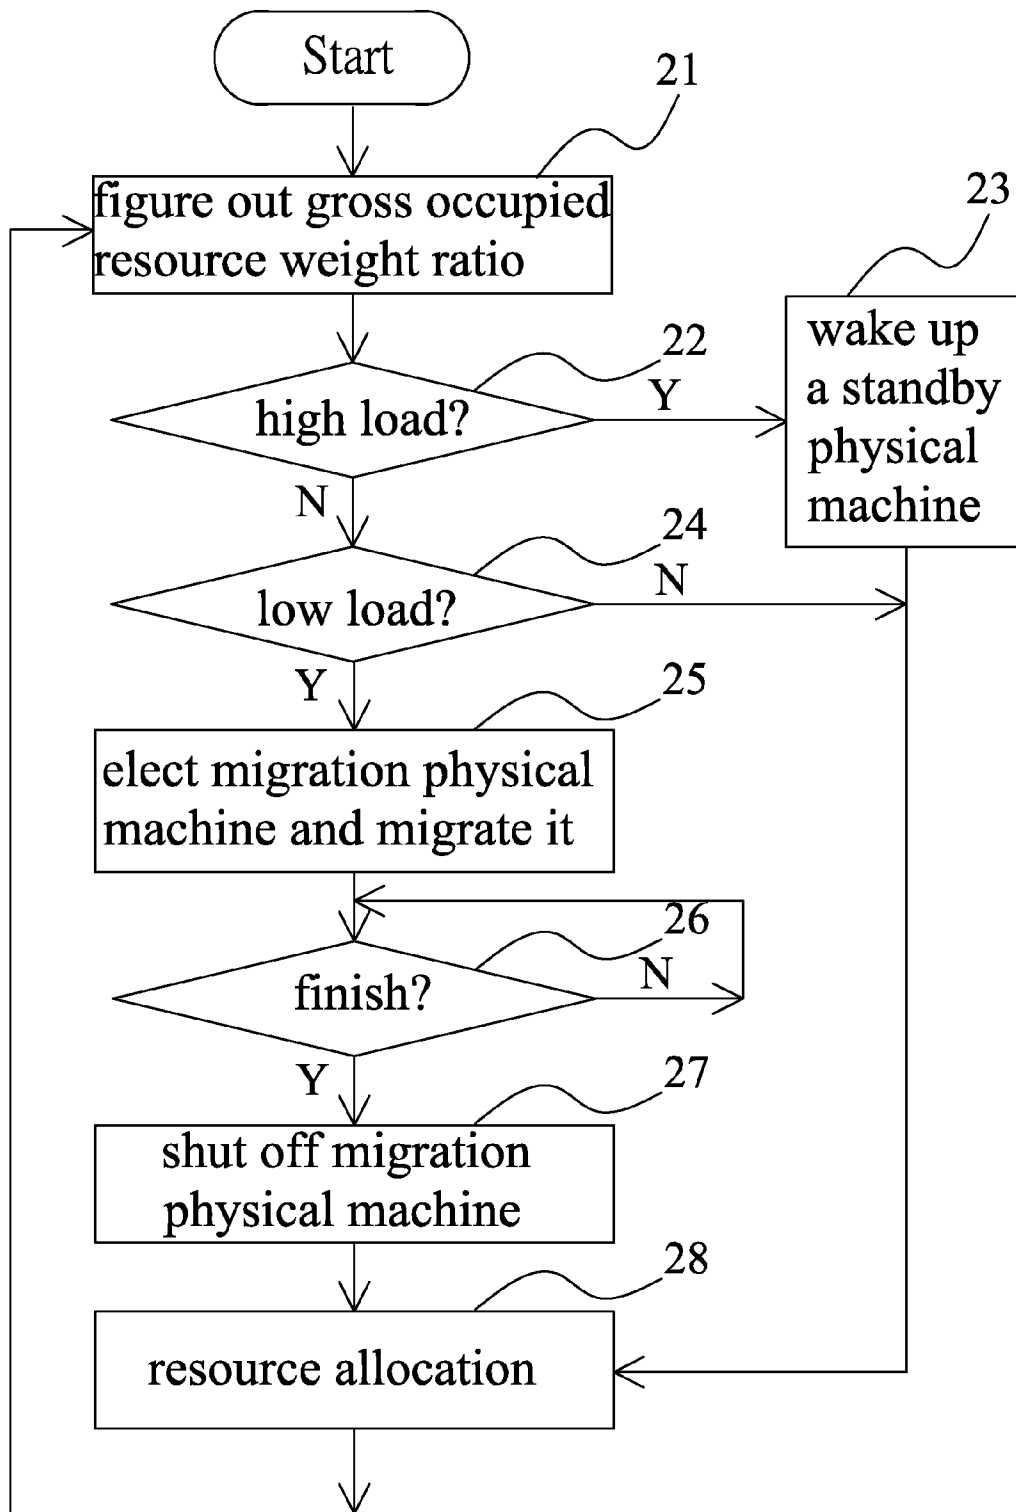 Start
21
figure out gross occupied
resource weight ratio
23
wake up
a standby
physical
machine
22
high load?
Y
N
24
low load?
N
Y
25
elect migration physical
machine and migrate it
26
finish?
N
Y
27
shut off migration
physical machine
28
resource allocation